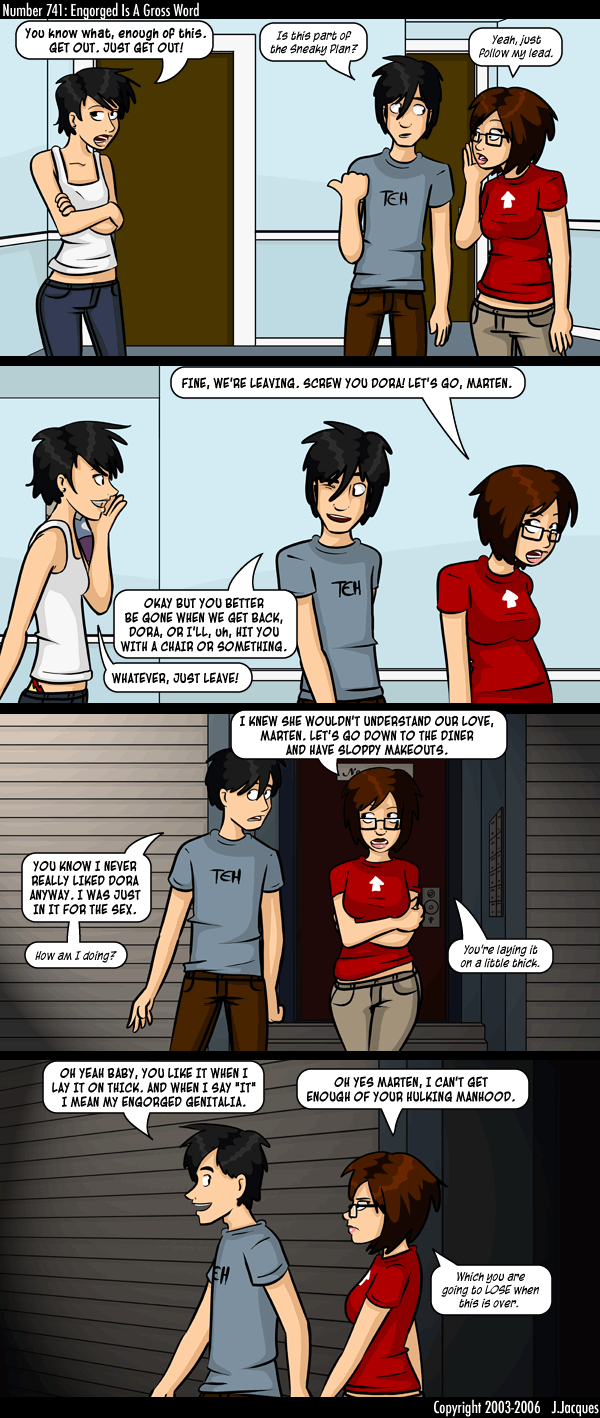 Number 741: Engorged Is A Gross Word
You know what, enough of this.
GET OUT. JUST GET OUT!
Is this part of
the Sneaky Plan?
Yeah, just
follow my lead.
TEH
FINE, WE'RE LEAVING. SCREW YOU DORA! LET'S GO, MARTEN.
OKAY BUT YOU BETTER
BE GONE WHEN WE GET BACK,
DORA, OR I'LL, uh, HIT YOU
WITH A CHAIR OR SOMETHING.
WHATEVER, JUST LEAVE!
TEH
I KNEW SHE WOULDN'T UNDERSTAND OUR LOVE,
MARTEN. LET'S GO DOWN TO THE DINER
AND HAVE SLOPPY MAKEOUTS.
No
YOU KNOW I NEVER
REALLY LIKED DORA
ANYWAY. I WAS JUST
IN IT FOR THE SEX.
How am I doing?
TEH
You're laying it
on a little thick.
OH YEAH BABY, YOU LIKE IT WHEN I
LAY IT ON THICK. AND WHEN I SAY "IT"
I MEAN MY ENGORGED GENITALIA.
OH YES MARTEN, I CAN'T GET
ENOUGH OF YOUR HULKING MANHOOD.
EH
Which you are
going to LOSE when
this is over.
Copyright 2003-2006 J.Jacques